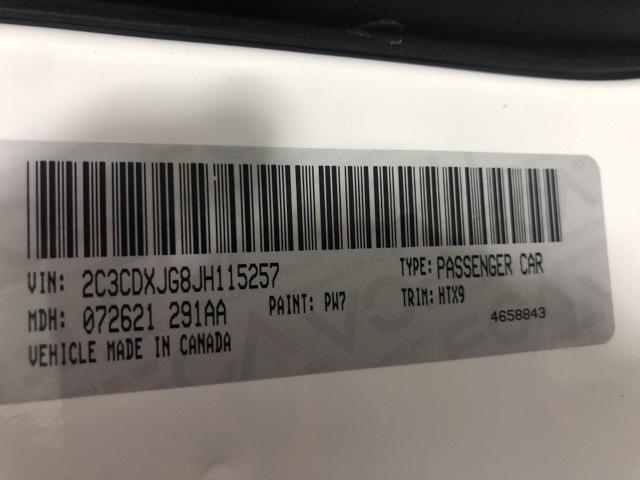 VIN: 2C3CDXJG8JH115257 TYPE: PASSENGER CAR
MDH: 072621 291AA PAINT: PW7 TRIM: HTX9
VEHICLE MADE IN CANADA 4658843